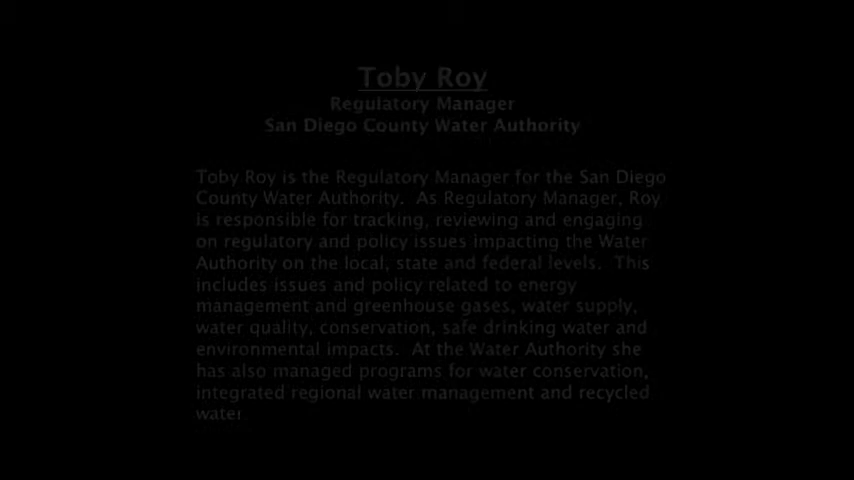 Toby Roy
Regulatory Manager
San Diego County Water Authority
Toby Roy is the Regulatory Manager for the San Diego
County Water Authority. As Regulatory Manager, Roy
is responsible for tracking, reviewing and engaging
on regulatory and policy issues impacting the Water
Authority on the local, state and federal levels. This
includes issues and policy related to energy
management and greenhouse gases, water supply,
water quality, conservation, safe drinking water and
environmental impacts. At the Water Authority she
has also managed programs for water conservation,
integrated regional water management and recycled
water